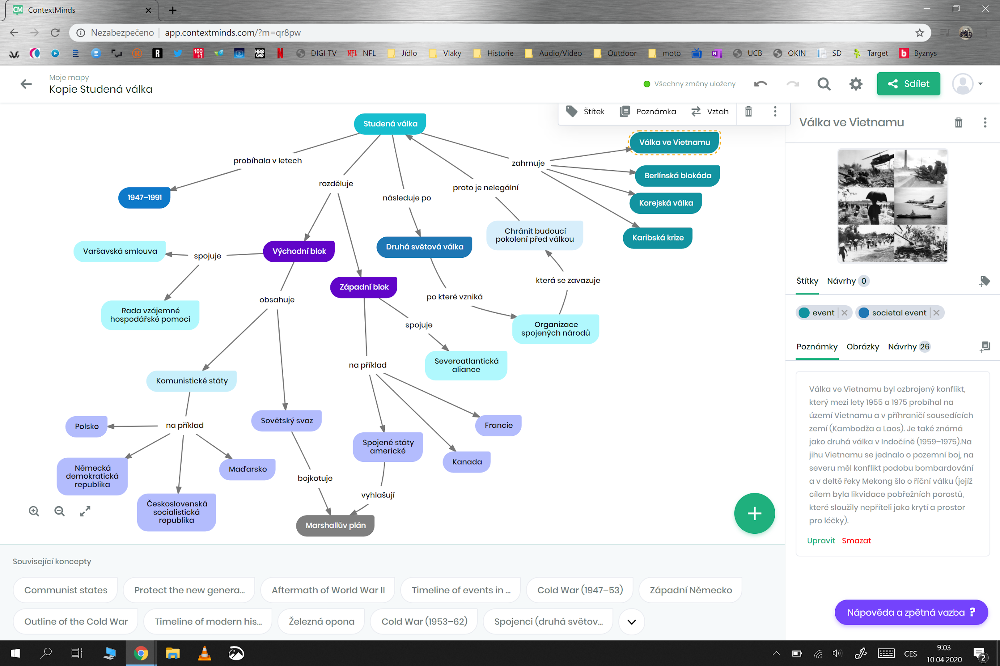 CM ContextMinds
Nezabezpečeno | app.contextminds.com/?m=qr8pw
R R 100+1 HBO GO N DIGI TV NFL NFL Jídlo Vlaky Historie Audio/Video Outdoor moto N UCB OKIN SD Target b Byznys
Moje mapy
Kopie Studená válka
Všechny změny uloženy
Sdílet
Štítek Poznámka Vztah
Studená válka
Válka ve Vietnamu
probíhala v letech
zahrnuje
Berlínská blokáda
rozděluje
proto je nelegální
1947–1991
následuje po
Korejská válka
Chránit budoucí
pokolení před válkou
Karibská krize
Druhá světová válka
Varšavská smlouva
spojuje
Východní blok
která se zavazuje
Západní blok
po které vzniká
obsahuje
Rada vzájemné
hospodářské pomoci
spojuje
Organizace
spojených národů
na příklad
Severoatlantická
aliance
Komunistické státy
Sovětský svaz
Polsko
na příklad
Francie
Spojené státy
americké
Kanada
Německá
demokratická
republika
Maďarsko
bojkotuje
vyhlašují
Československá
socialistická
republika
Marshallův plán
Válka ve Vietnamu
Štítky Návrhy 0
event societal event
Poznámky Obrázky Návrhy 26
Válka ve Vietnamu byl ozbrojený konflikt,
který mezi lety 1955 a 1975 probíhal na
území Vietnamu a v příhraničí sousedících
zemí (Kambodža a Laos). Je také známá
jako druhá válka v Indočíně (1959–1975).Na
jihu Vietnamu se jednalo o pozemní boj, na
severu měl konflikt podobu bombardování
a v deltě řeky Mekong šlo o říční válku (jejíž
cílem byla likvidace pobřežních porostů,
které sloužily nepříteli jako krytí a prostor
pro léčky).
Upravit Smazat
Související koncepty
Communist states Protect the new genera... Aftermath of World War II Timeline of events in ... Cold War (1947–53) Západní Německo
Outline of the Cold War Timeline of modern his... Železná opona Cold War (1953–62) Spojenci (druhá světov...
Nápověda a zpětná vazba ?
CES
9:03
10.04.2020
2